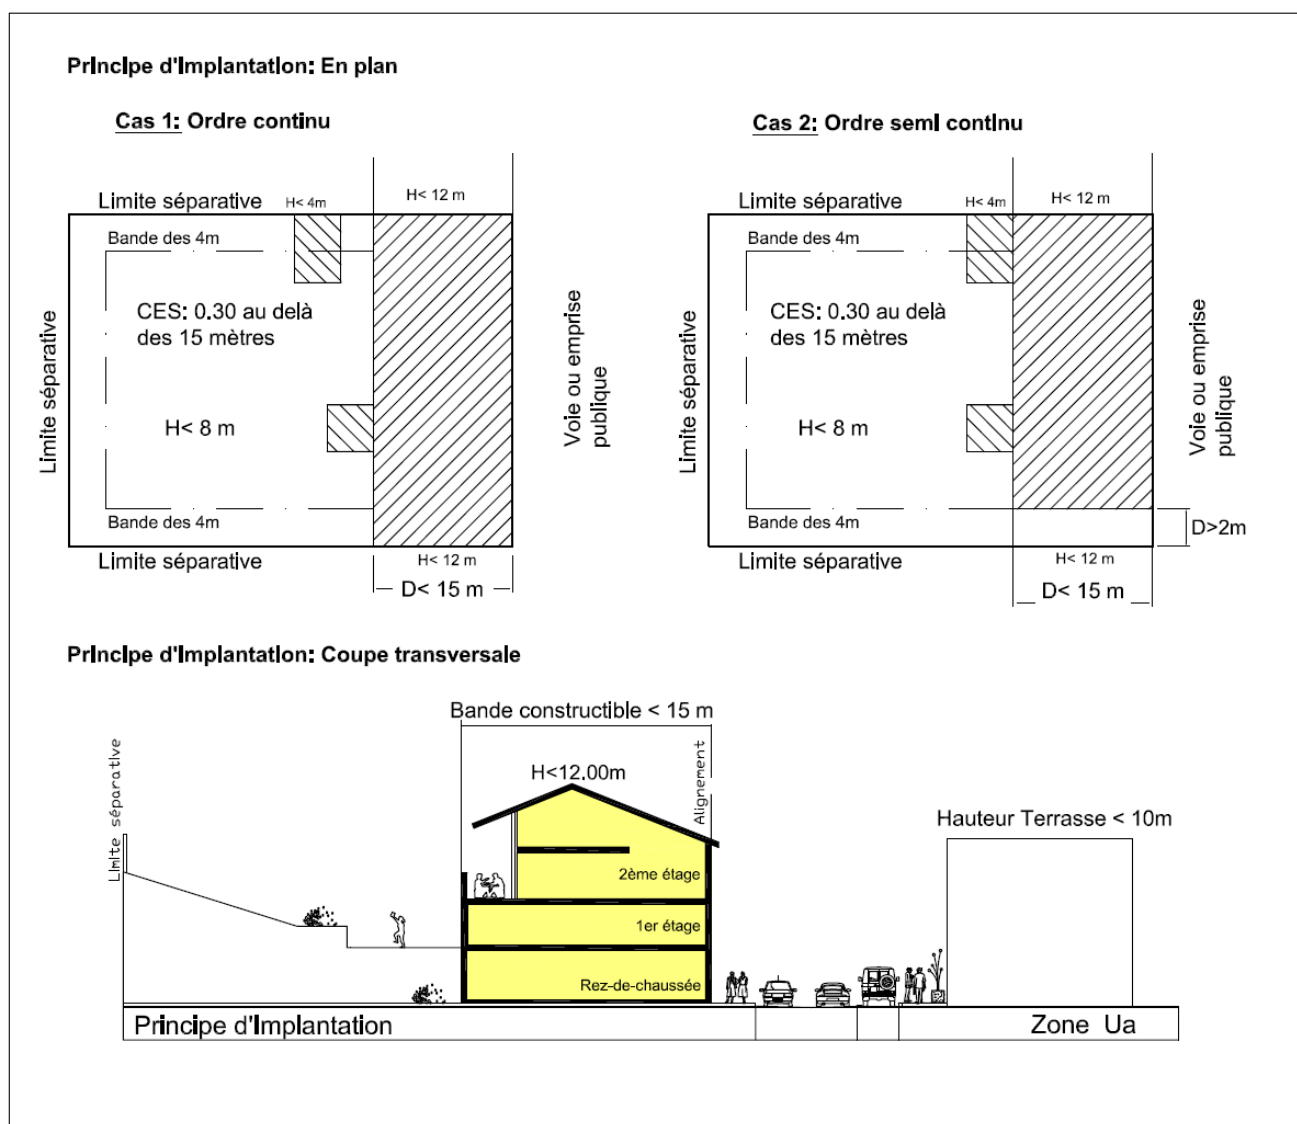 Principe d'Implantation: En plan
Cas 1: Ordre continu
Limite séparative
H< 4m
H< 12 m
Bande des 4m
CES: 0.30 au delà
des 15 mètres
Limite séparative
H< 8 m
Voie ou emprise
publique
Bande des 4m
Limite séparative
H< 12 m
D< 15 m
Cas 2: Ordre semi continu
Limite séparative
H< 4m
H< 12 m
Bande des 4m
CES: 0.30 au delà
des 15 mètres
Limite séparative
H< 8 m
Voie ou emprise
publique
Bande des 4m
D>2m
Limite séparative
H< 12 m
D< 15 m
Principe d'Implantation: Coupe transversale
Bande constructible < 15 m
Limite séparative
H<12.00m
Alignement
Hauteur Terrasse < 10m
2ème étage
1er étage
Rez-de-chaussée
Principe d'Implantation
Zone Ua